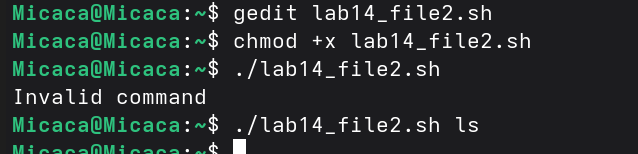 Micaca@Micaca:~$ gedit lab14_file2.sh
Micaca@Micaca:~$ chmod +x lab14_file2.sh
Micaca@Micaca:~$ ./lab14_file2.sh
Invalid command
Micaca@Micaca:~$ ./lab14_file2.sh ls
Micaca@Micaca:~$